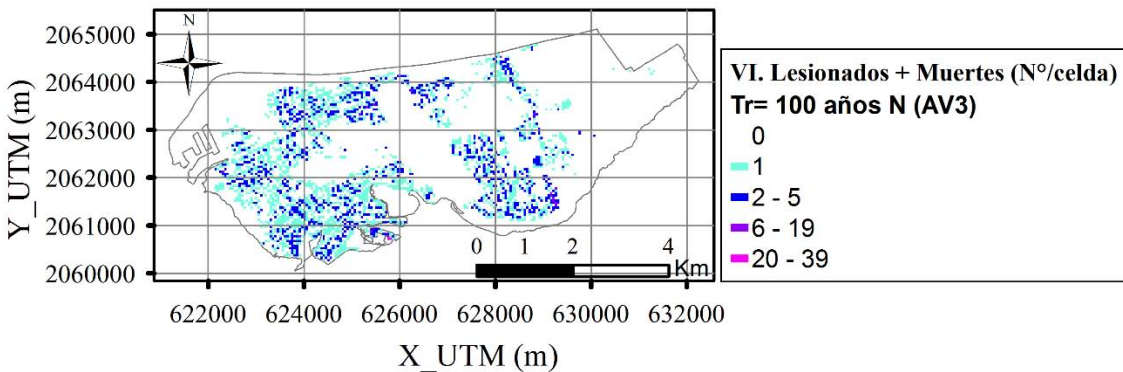 N
2065000
2064000
2063000
2062000
2061000
2060000
Y_UTM (m)
0 1 2 4
Km
622000 624000 626000 628000 630000 632000
X_UTM (m)
VI. Lesionados + Muertes (N°/celda)
Tr= 100 años N (AV3)
0
1
2 - 5
6 - 19
20 - 39